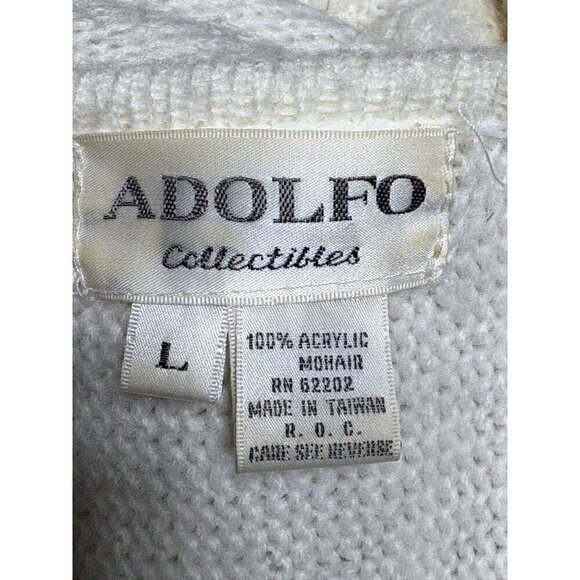 ADOLFO
Collectibles
L
100% ACRYLIC
MOHAIR
RN 62202
MADE IN TAIWAN
R. O. C.
CARE SEE REVERSE